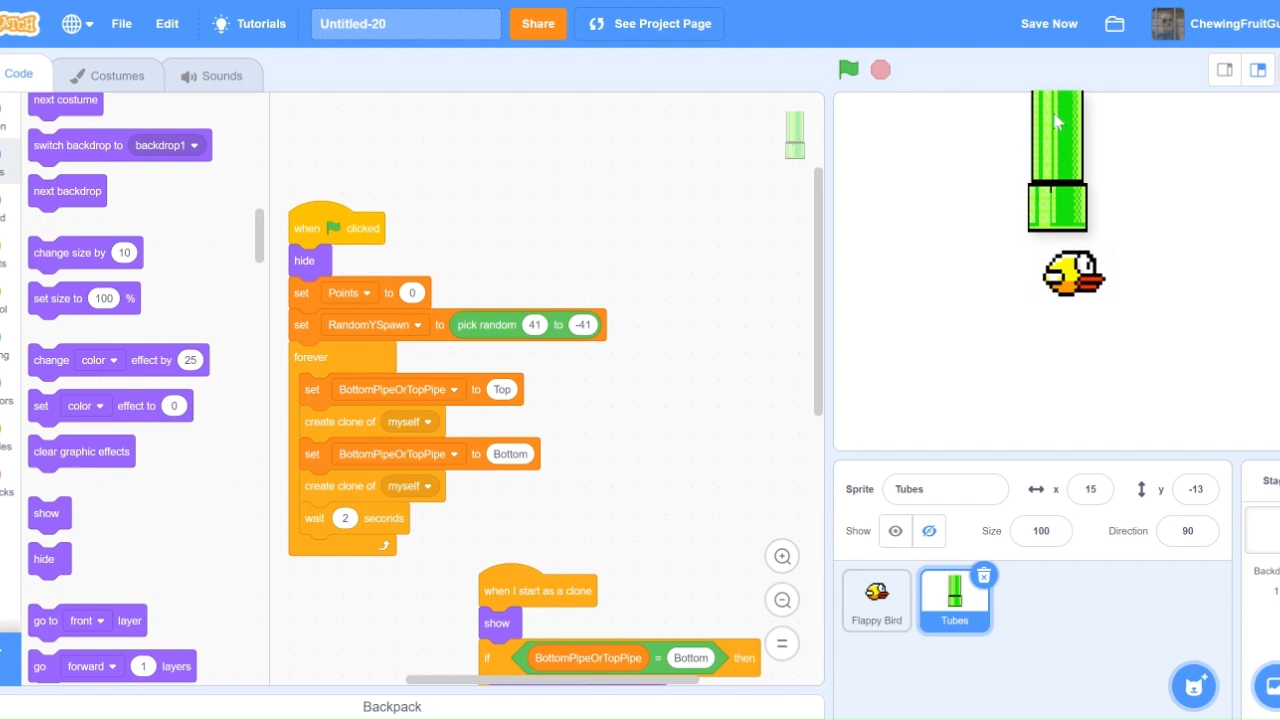 File Edit Tutorials Untitled-20 Share See Project Page Save Now ChewingFruitGu
Code Costumes Sounds
next costume
switch backdrop to backdrop1
next backdrop
change size by 10
set size to 100 %
change color effect by 25
set color effect to 0
clear graphic effects
show
hide
go to front layer
go forward 1 layers
when clicked
hide
set Points to 0
set RandomYSpawn to pick random 41 to -41
forever
set BottomPipeOrTopPipe to Top
create clone of myself
set BottomPipeOrTopPipe to Bottom
create clone of myself
wait 2 seconds
when I start as a clone
show
if BottomPipeOrTopPipe = Bottom then
Backpack
Sprite Tubes x 15 y -13
Show Size 100 Direction 90
Flappy Bird Tubes
Stag
Backd
1